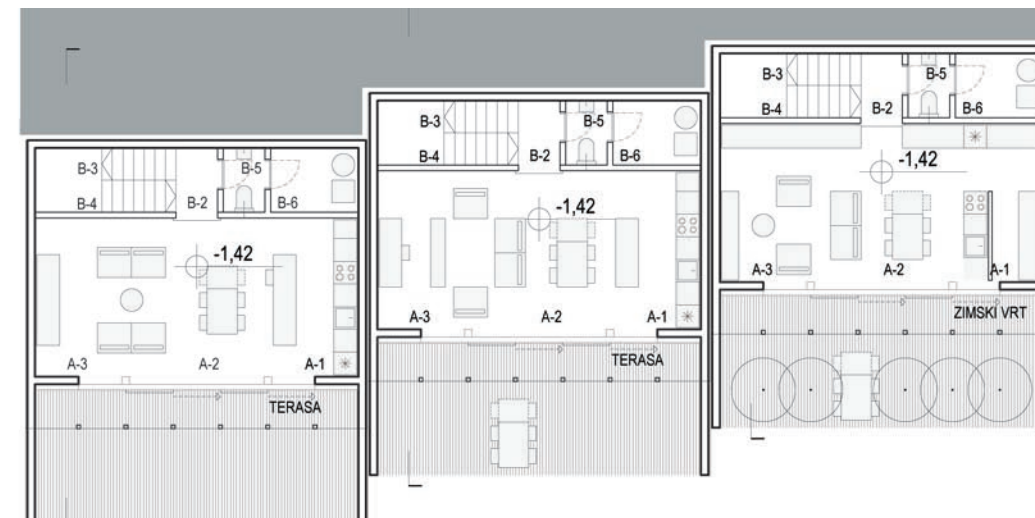 B-3
B-5
B-4
B-2
B-6
-1,42
A-3
A-2
A-1
TERASA
B-3
B-5
B-4
B-2
B-6
-1,42
A-3
A-2
A-1
TERASA
B-3
B-5
B-4
B-2
B-6
-1,42
A-3
A-2
A-1
ZIMSKI VRT